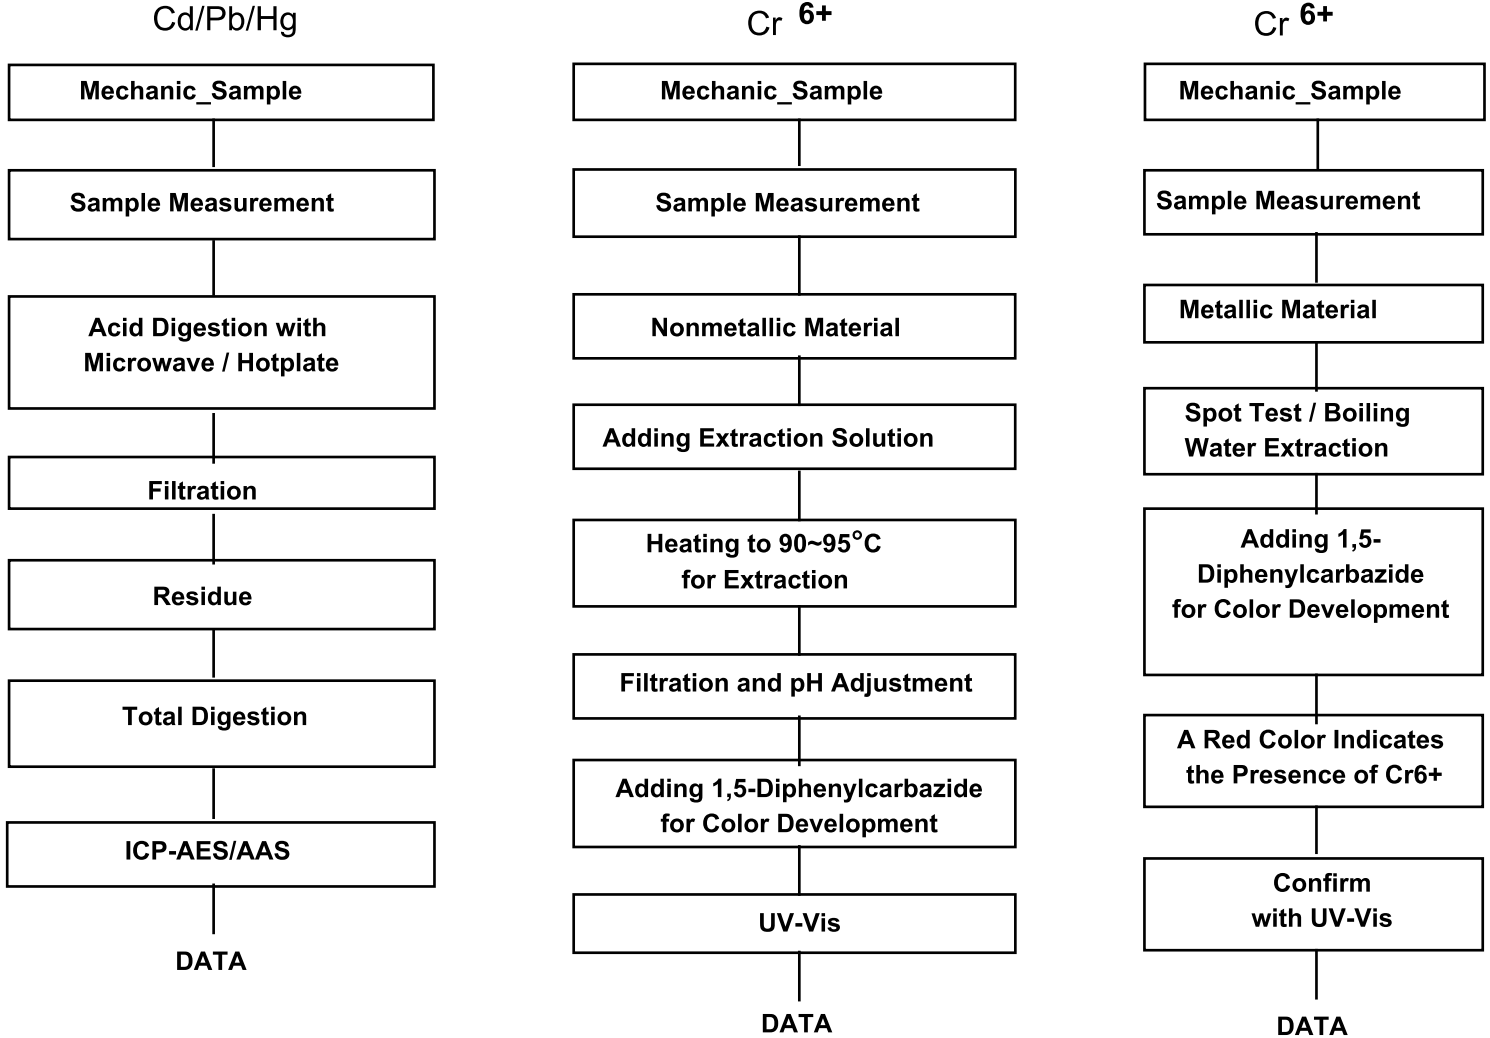 Cd/Pb/Hg
Mechanic_Sample
Sample Measurement
Acid Digestion with
Microwave / Hotplate
Filtration
Residue
Total Digestion
ICP-AES/AAS
DATA
Cr 6+
Mechanic_Sample
Sample Measurement
Nonmetallic Material
Adding Extraction Solution
Heating to 90~95°C
for Extraction
Filtration and pH Adjustment
Adding 1,5-Diphenylcarbazide
for Color Development
UV-Vis
DATA
Cr 6+
Mechanic_Sample
Sample Measurement
Metallic Material
Spot Test / Boiling
Water Extraction
Adding 1,5-
Diphenylcarbazide
for Color Development
A Red Color Indicates
the Presence of Cr6+
Confirm
with UV-Vis
DATA